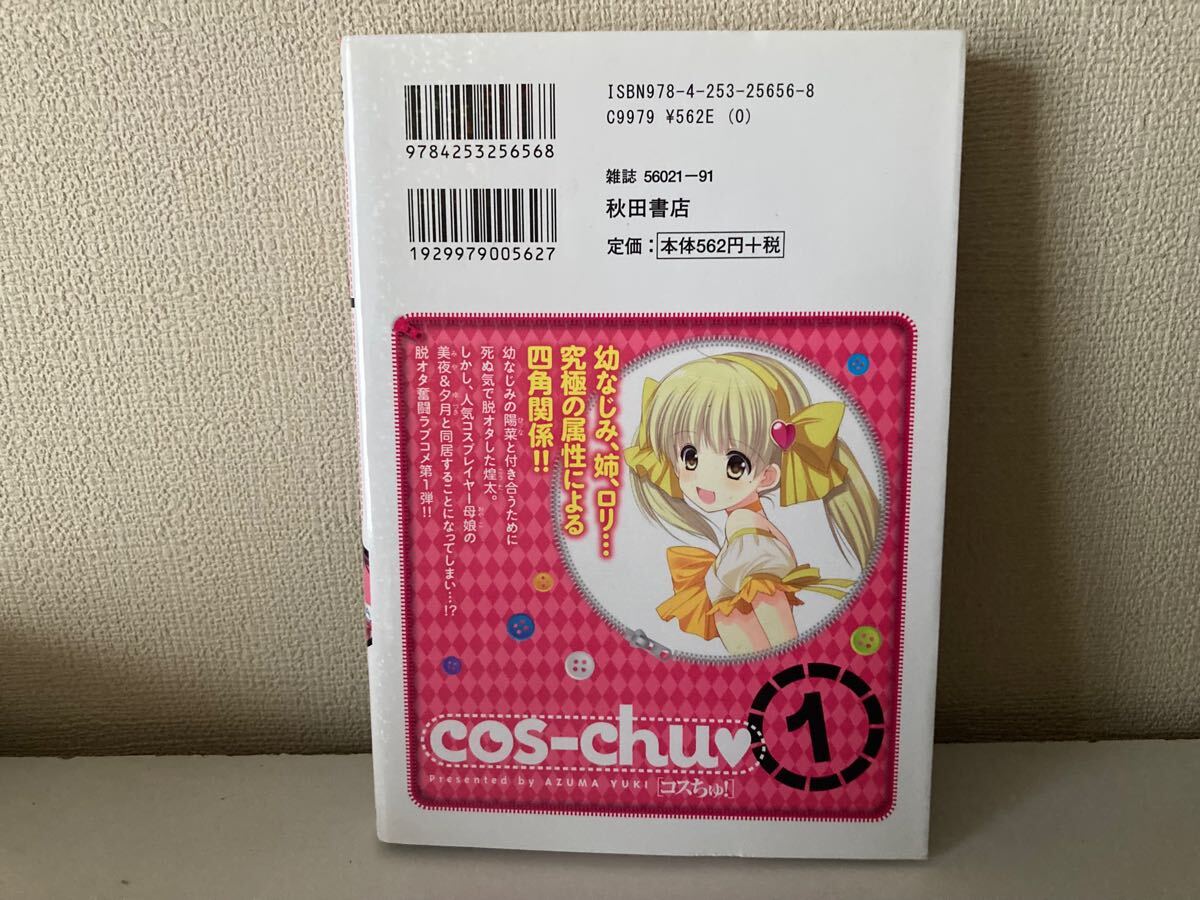 ISBN978-4-253-25656-8
C9979 ¥562E (0)
9784253256568
1929979005627
雑誌 56021-91
秋田書店
定価：本体562円+税
幼なじみ、姉、ロリ…
究極の属性による
四角関係!!
幼なじみの陽菜と付き合うために
死ぬ気で脱オタした煌太。
しかし、人気コスプレイヤー母娘の
美夜&夕月と同居することになってしまい…!?
脱オタ奮闘ラブコメ第1弾!!
cos-chu♥
1
Presented by AZUMA YUKI
[コスちゅ!]